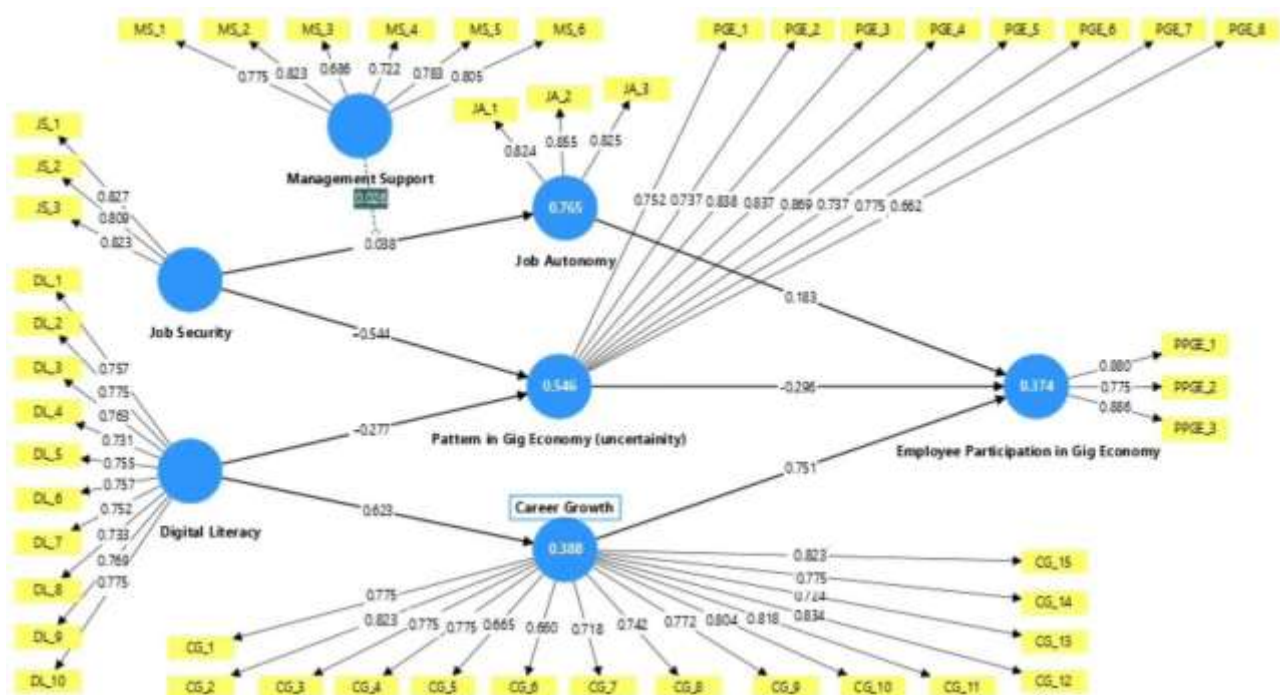 MS_1
MS_2
MS_3
MS_4
MS_5
MS_6
0.775
0.823
0.686
0.722
0.783
0.805
Management Support
PGE_1
PGE_2
PGE_3
PGE_4
PGE_5
PGE_6
PGE_7
PGE_8
0.752
0.737
0.838
0.837
0.869
0.737
0.775
0.662
JA_1
JA_2
JA_3
0.824
0.855
0.825
0.765
Job Autonomy
JS_1
JS_2
JS_3
0.827
0.809
0.823
Job Security
0.038
-0.544
0.183
DL_1
DL_2
DL_3
DL_4
DL_5
DL_6
DL_7
DL_8
DL_9
DL_10
0.757
0.775
0.763
0.731
0.755
0.757
0.752
0.733
0.769
0.775
Digital Literacy
-0.277
0.623
0.546
Pattern in Gig Economy (uncertainity)
-0.296
0.374
Employee Participation in Gig Economy
PPGE_1
PPGE_2
PPGE_3
0.880
0.775
0.886
0.751
Career Growth
0.388
0.775
0.823
0.775
0.775
0.665
0.660
0.718
0.742
0.772
0.804
0.818
0.834
0.724
0.775
0.823
CG_1
CG_2
CG_3
CG_4
CG_5
CG_6
CG_7
CG_8
CG_9
CG_10
CG_11
CG_12
CG_13
CG_14
CG_15